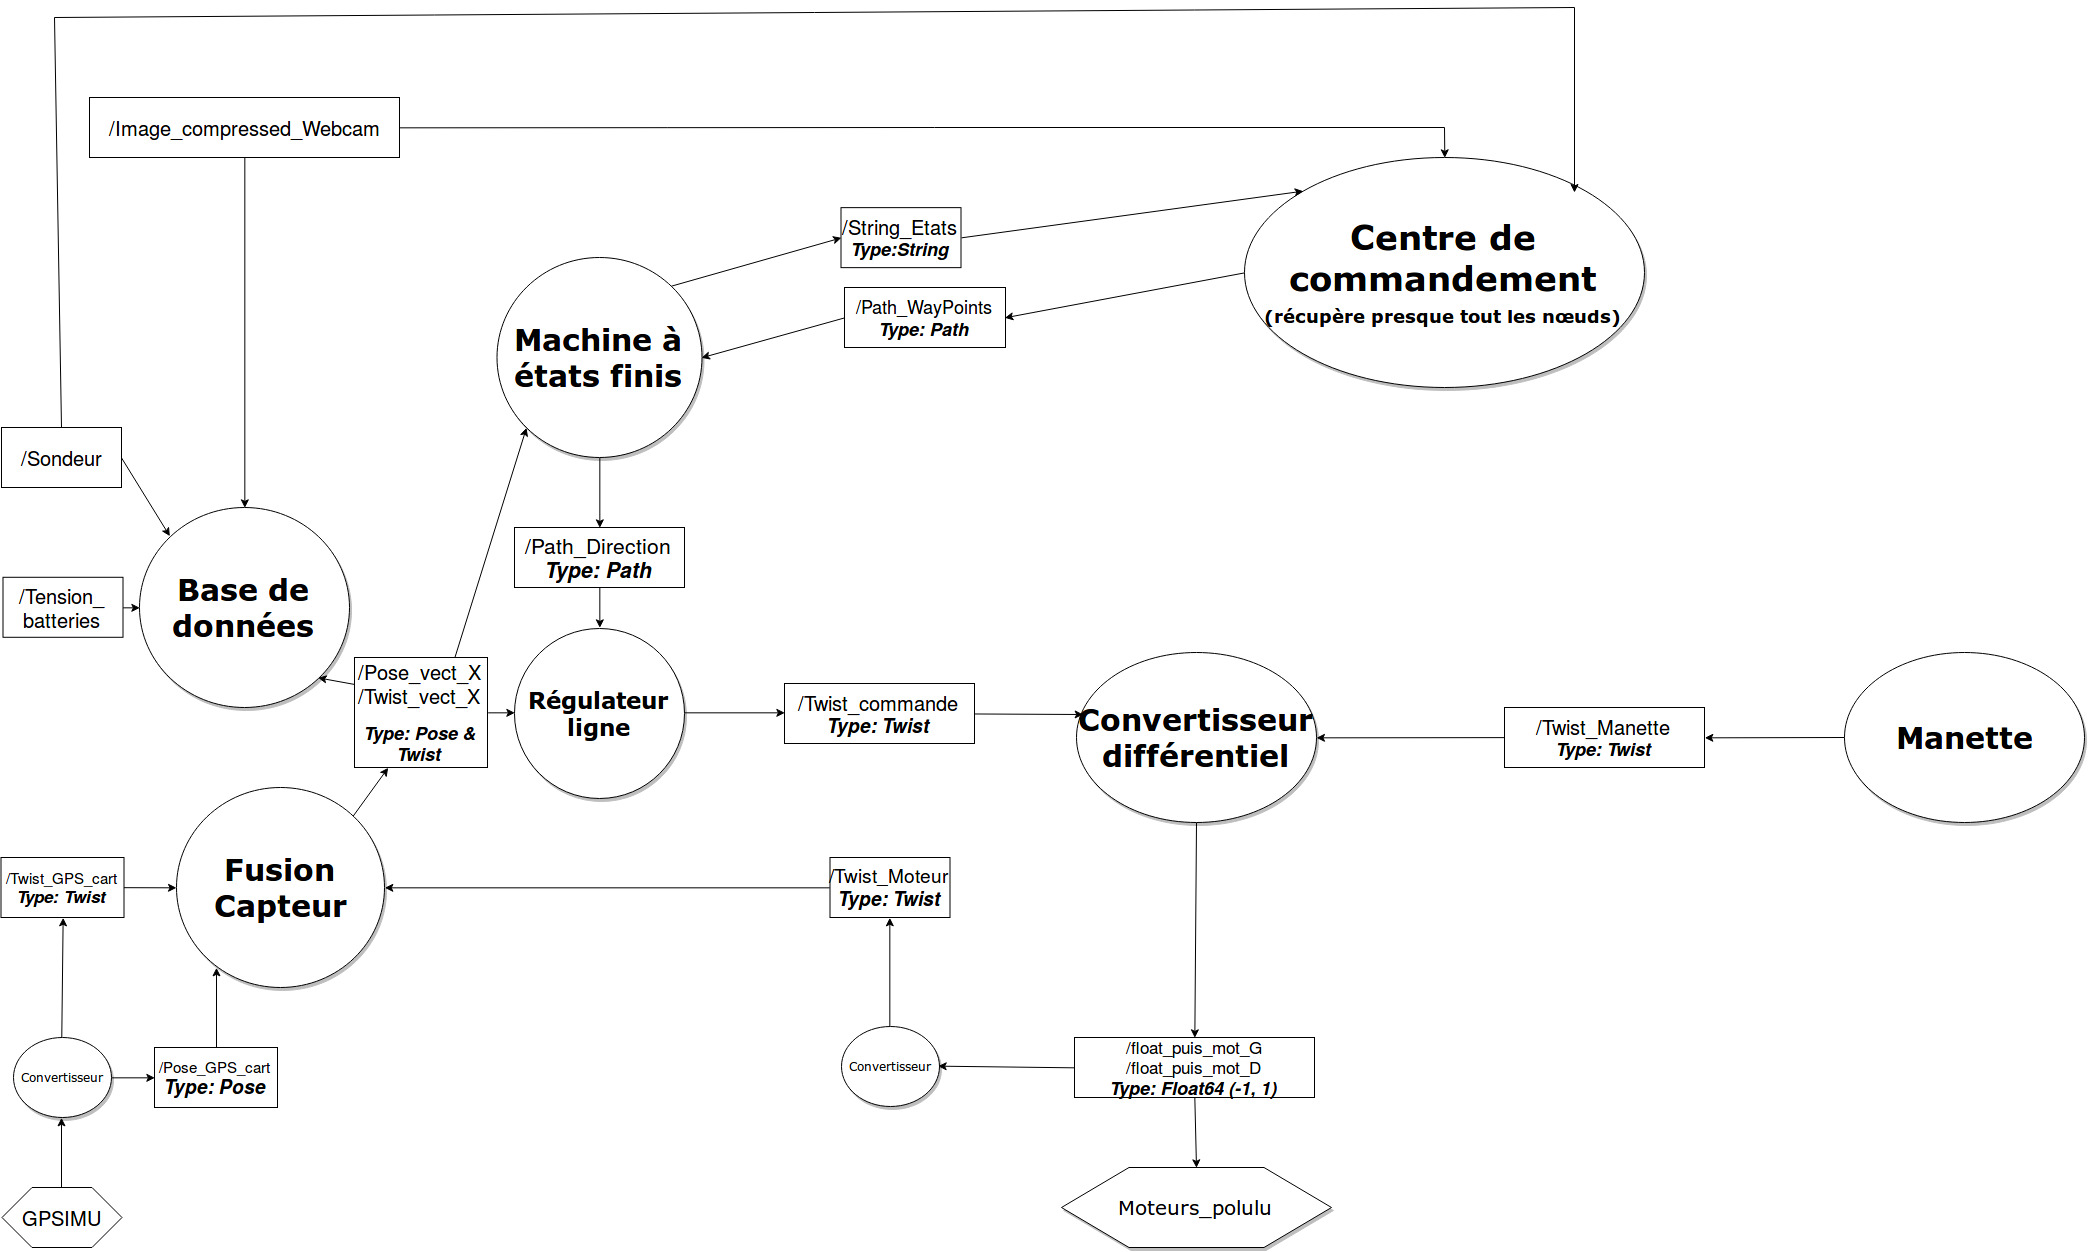 /Image_compressed_Webcam
/String_Etats
Type:String
Centre de
commandement
(récupère presque tout les nœuds)
/Path_WayPoints
Type: Path
Machine à
états finis
/Sondeur
/Path_Direction
Type: Path
/Tension_
batteries
Base de
données
/Pose_vect_X
/Twist_vect_X
Type: Pose &
Twist
Régulateur
ligne
/Twist_commande
Type: Twist
Convertisseur
différentiel
/Twist_Manette
Type: Twist
Manette
/Twist_GPS_cart
Type: Twist
Fusion
Capteur
/Twist_Moteur
Type: Twist
Convertisseur
/Pose_GPS_cart
Type: Pose
Convertisseur
/float_puis_mot_G
/float_puis_mot_D
Type: Float64 (-1, 1)
GPSIMU
Moteurs_polulu